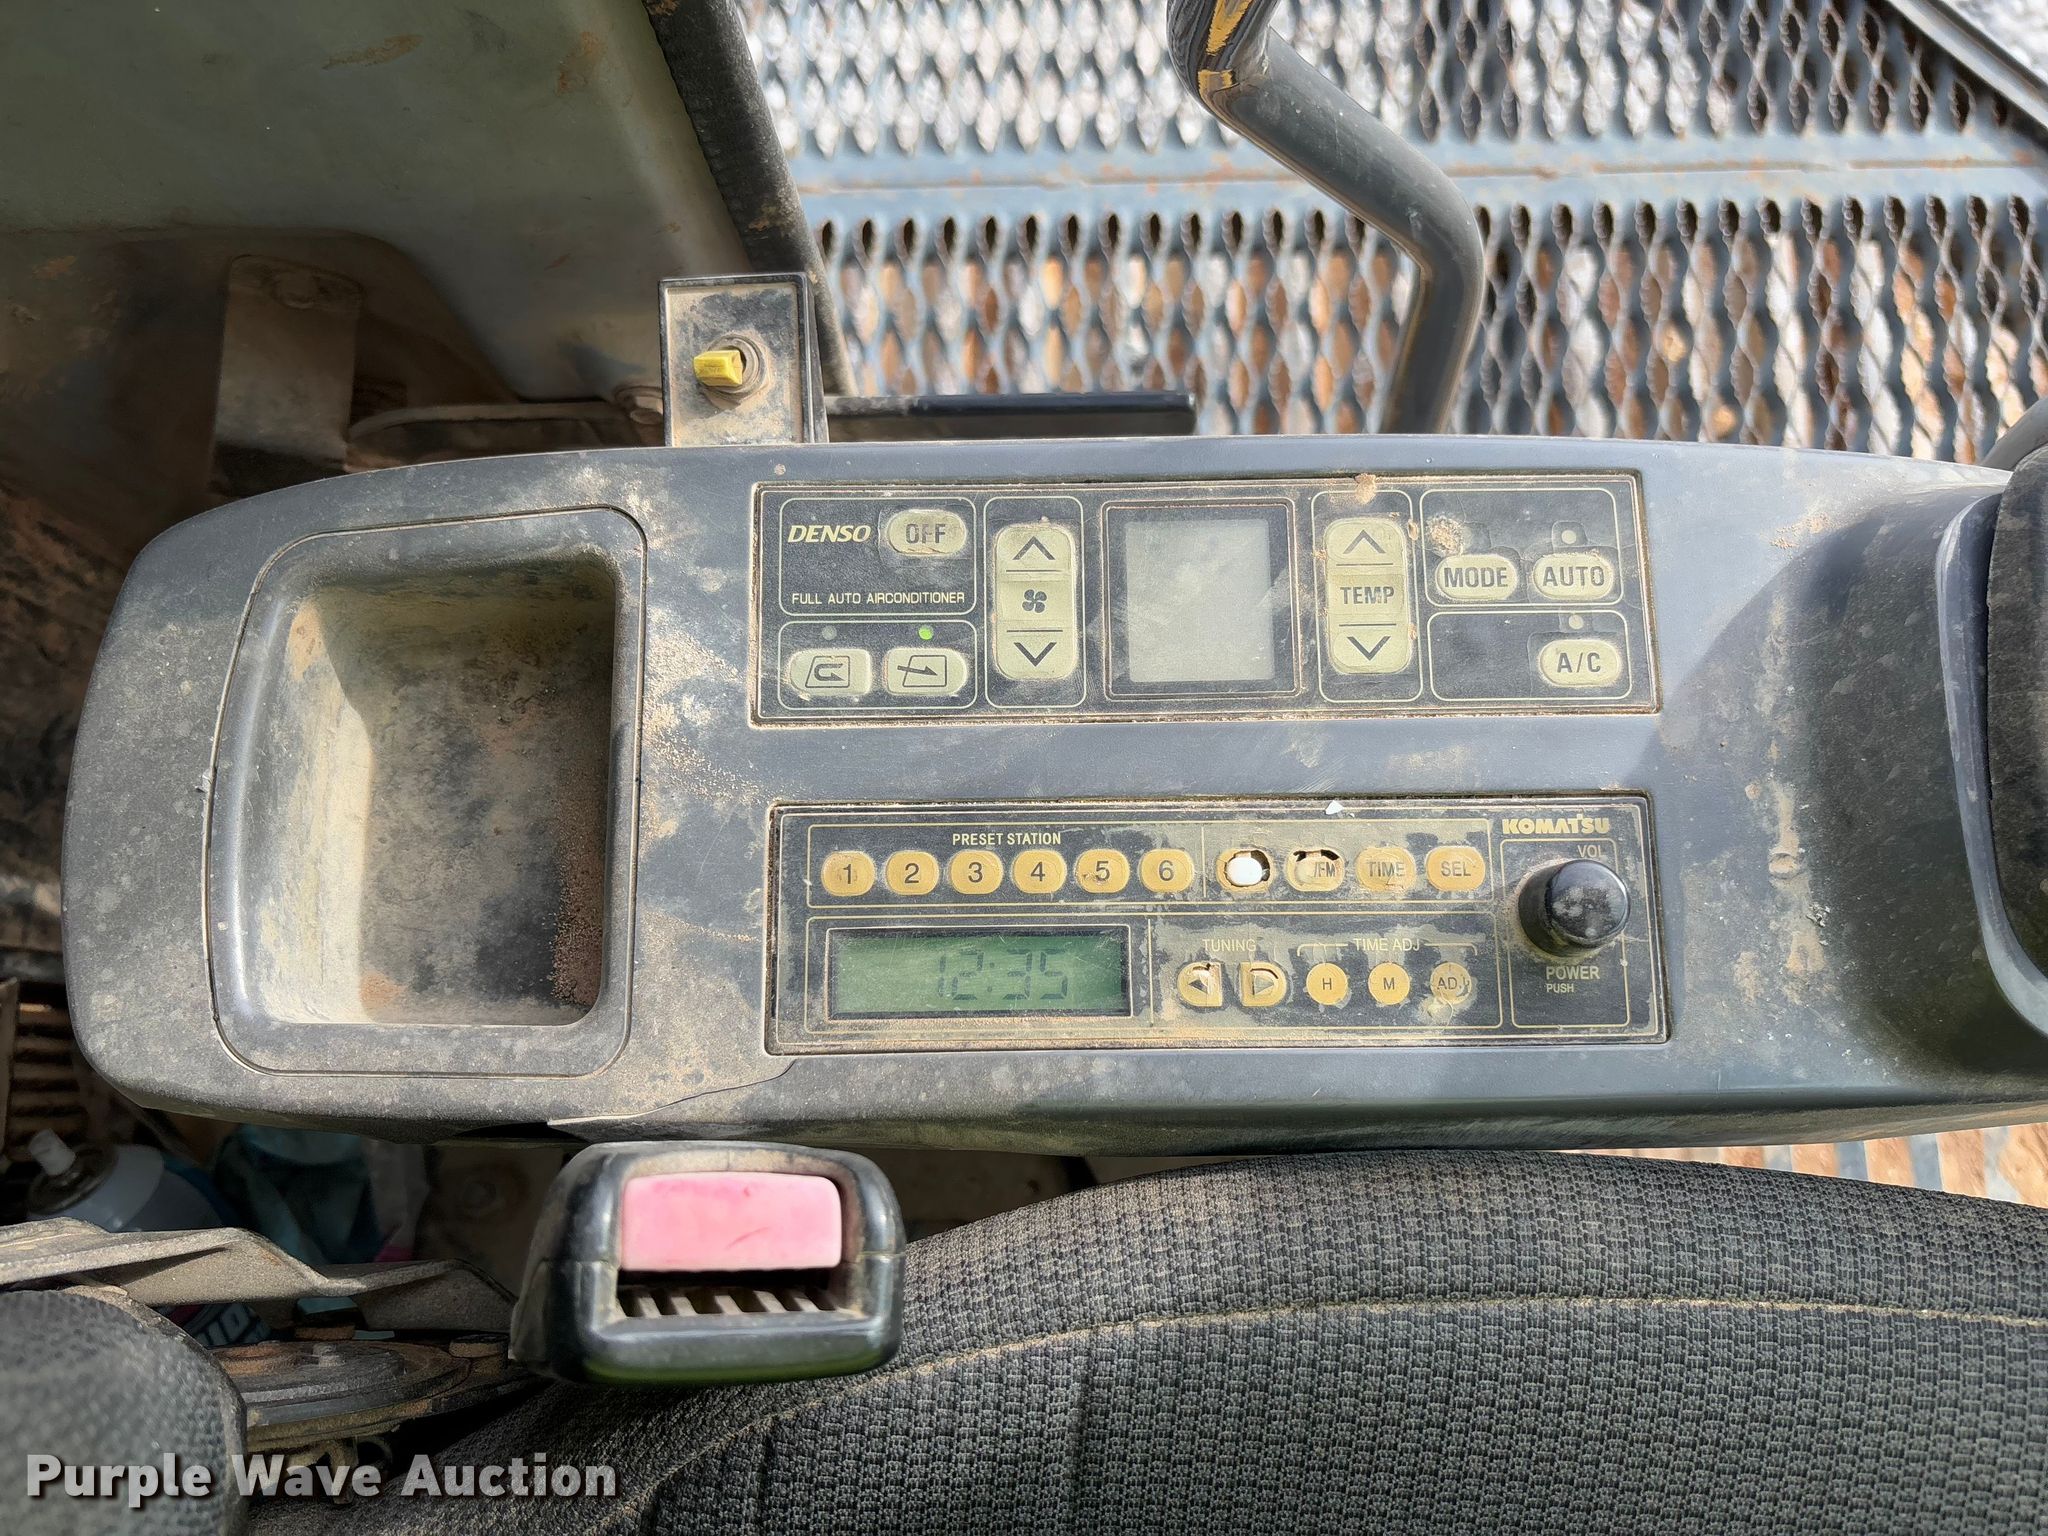 DENSO OFF
FULL AUTO AIRCONDITIONER
TEMP
MODE AUTO
A/C
KOMATSU
PRESET STATION
1 2 3 4 5 6
/FM TIME SEL
VOL
12:35
TUNING
TIME ADJ
H M ADJ
POWER
PUSH
Purple Wave Auction